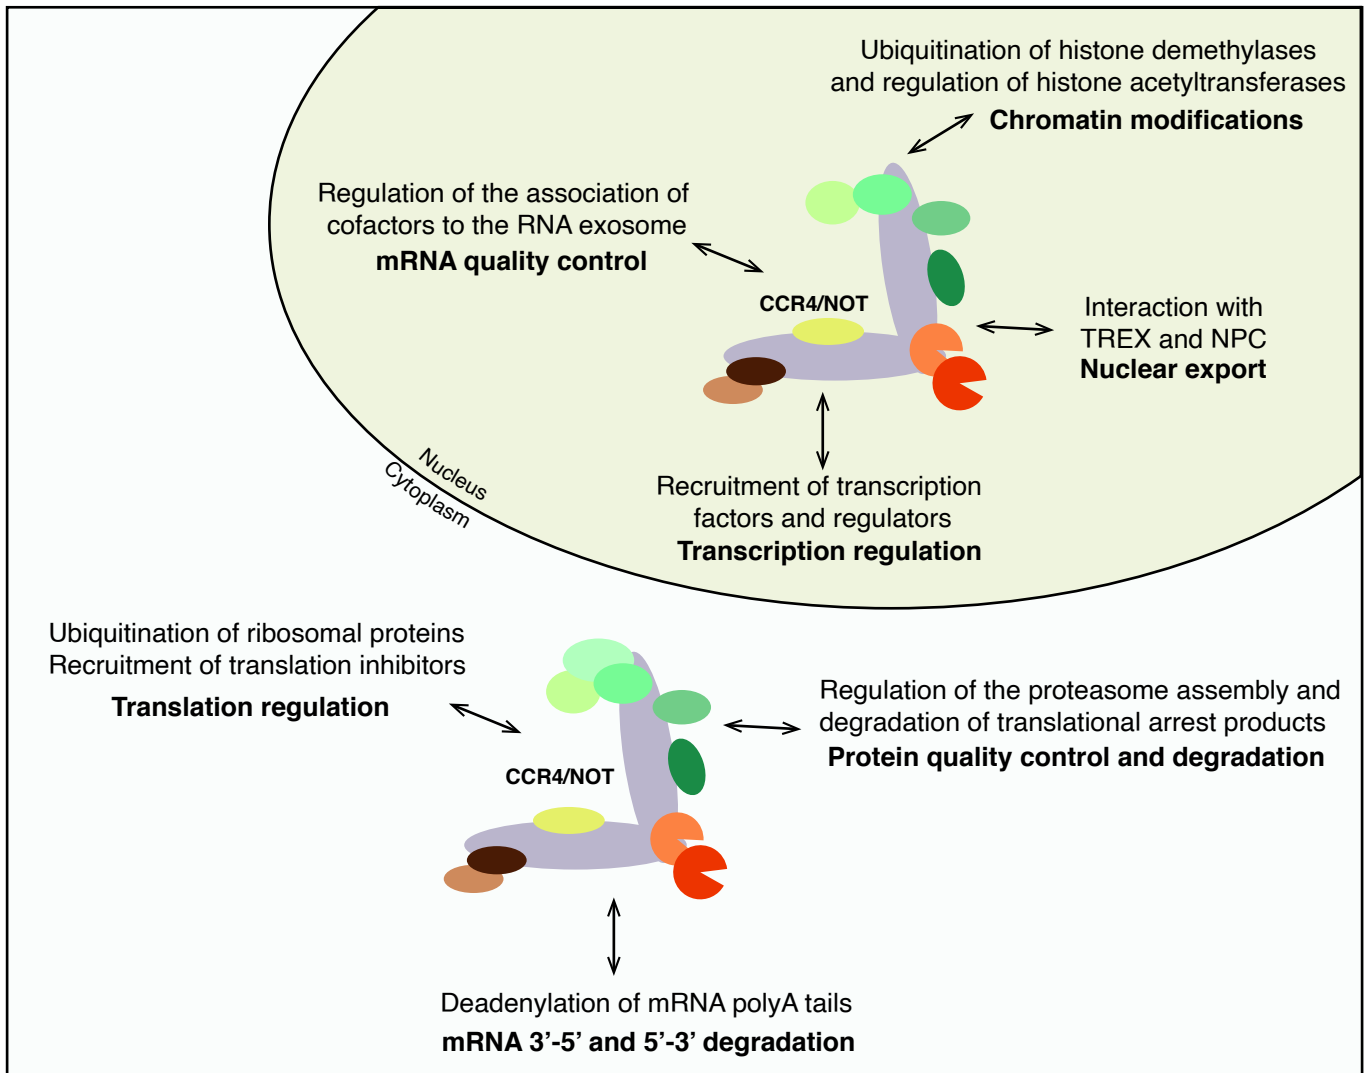 Ubiquitination of histone demethylases
and regulation of histone acetyltransferases
Chromatin modifications
Regulation of the association of
cofactors to the RNA exosome
mRNA quality control
CCR4/NOT
Interaction with
TREX and NPC
Nuclear export
Nucleus
Cytoplasm
Recruitment of transcription
factors and regulators
Transcription regulation
Ubiquitination of ribosomal proteins
Recruitment of translation inhibitors
Translation regulation
Regulation of the proteasome assembly and
degradation of translational arrest products
Protein quality control and degradation
CCR4/NOT
Deadenylation of mRNA polyA tails
mRNA 3’-5’ and 5’-3’ degradation